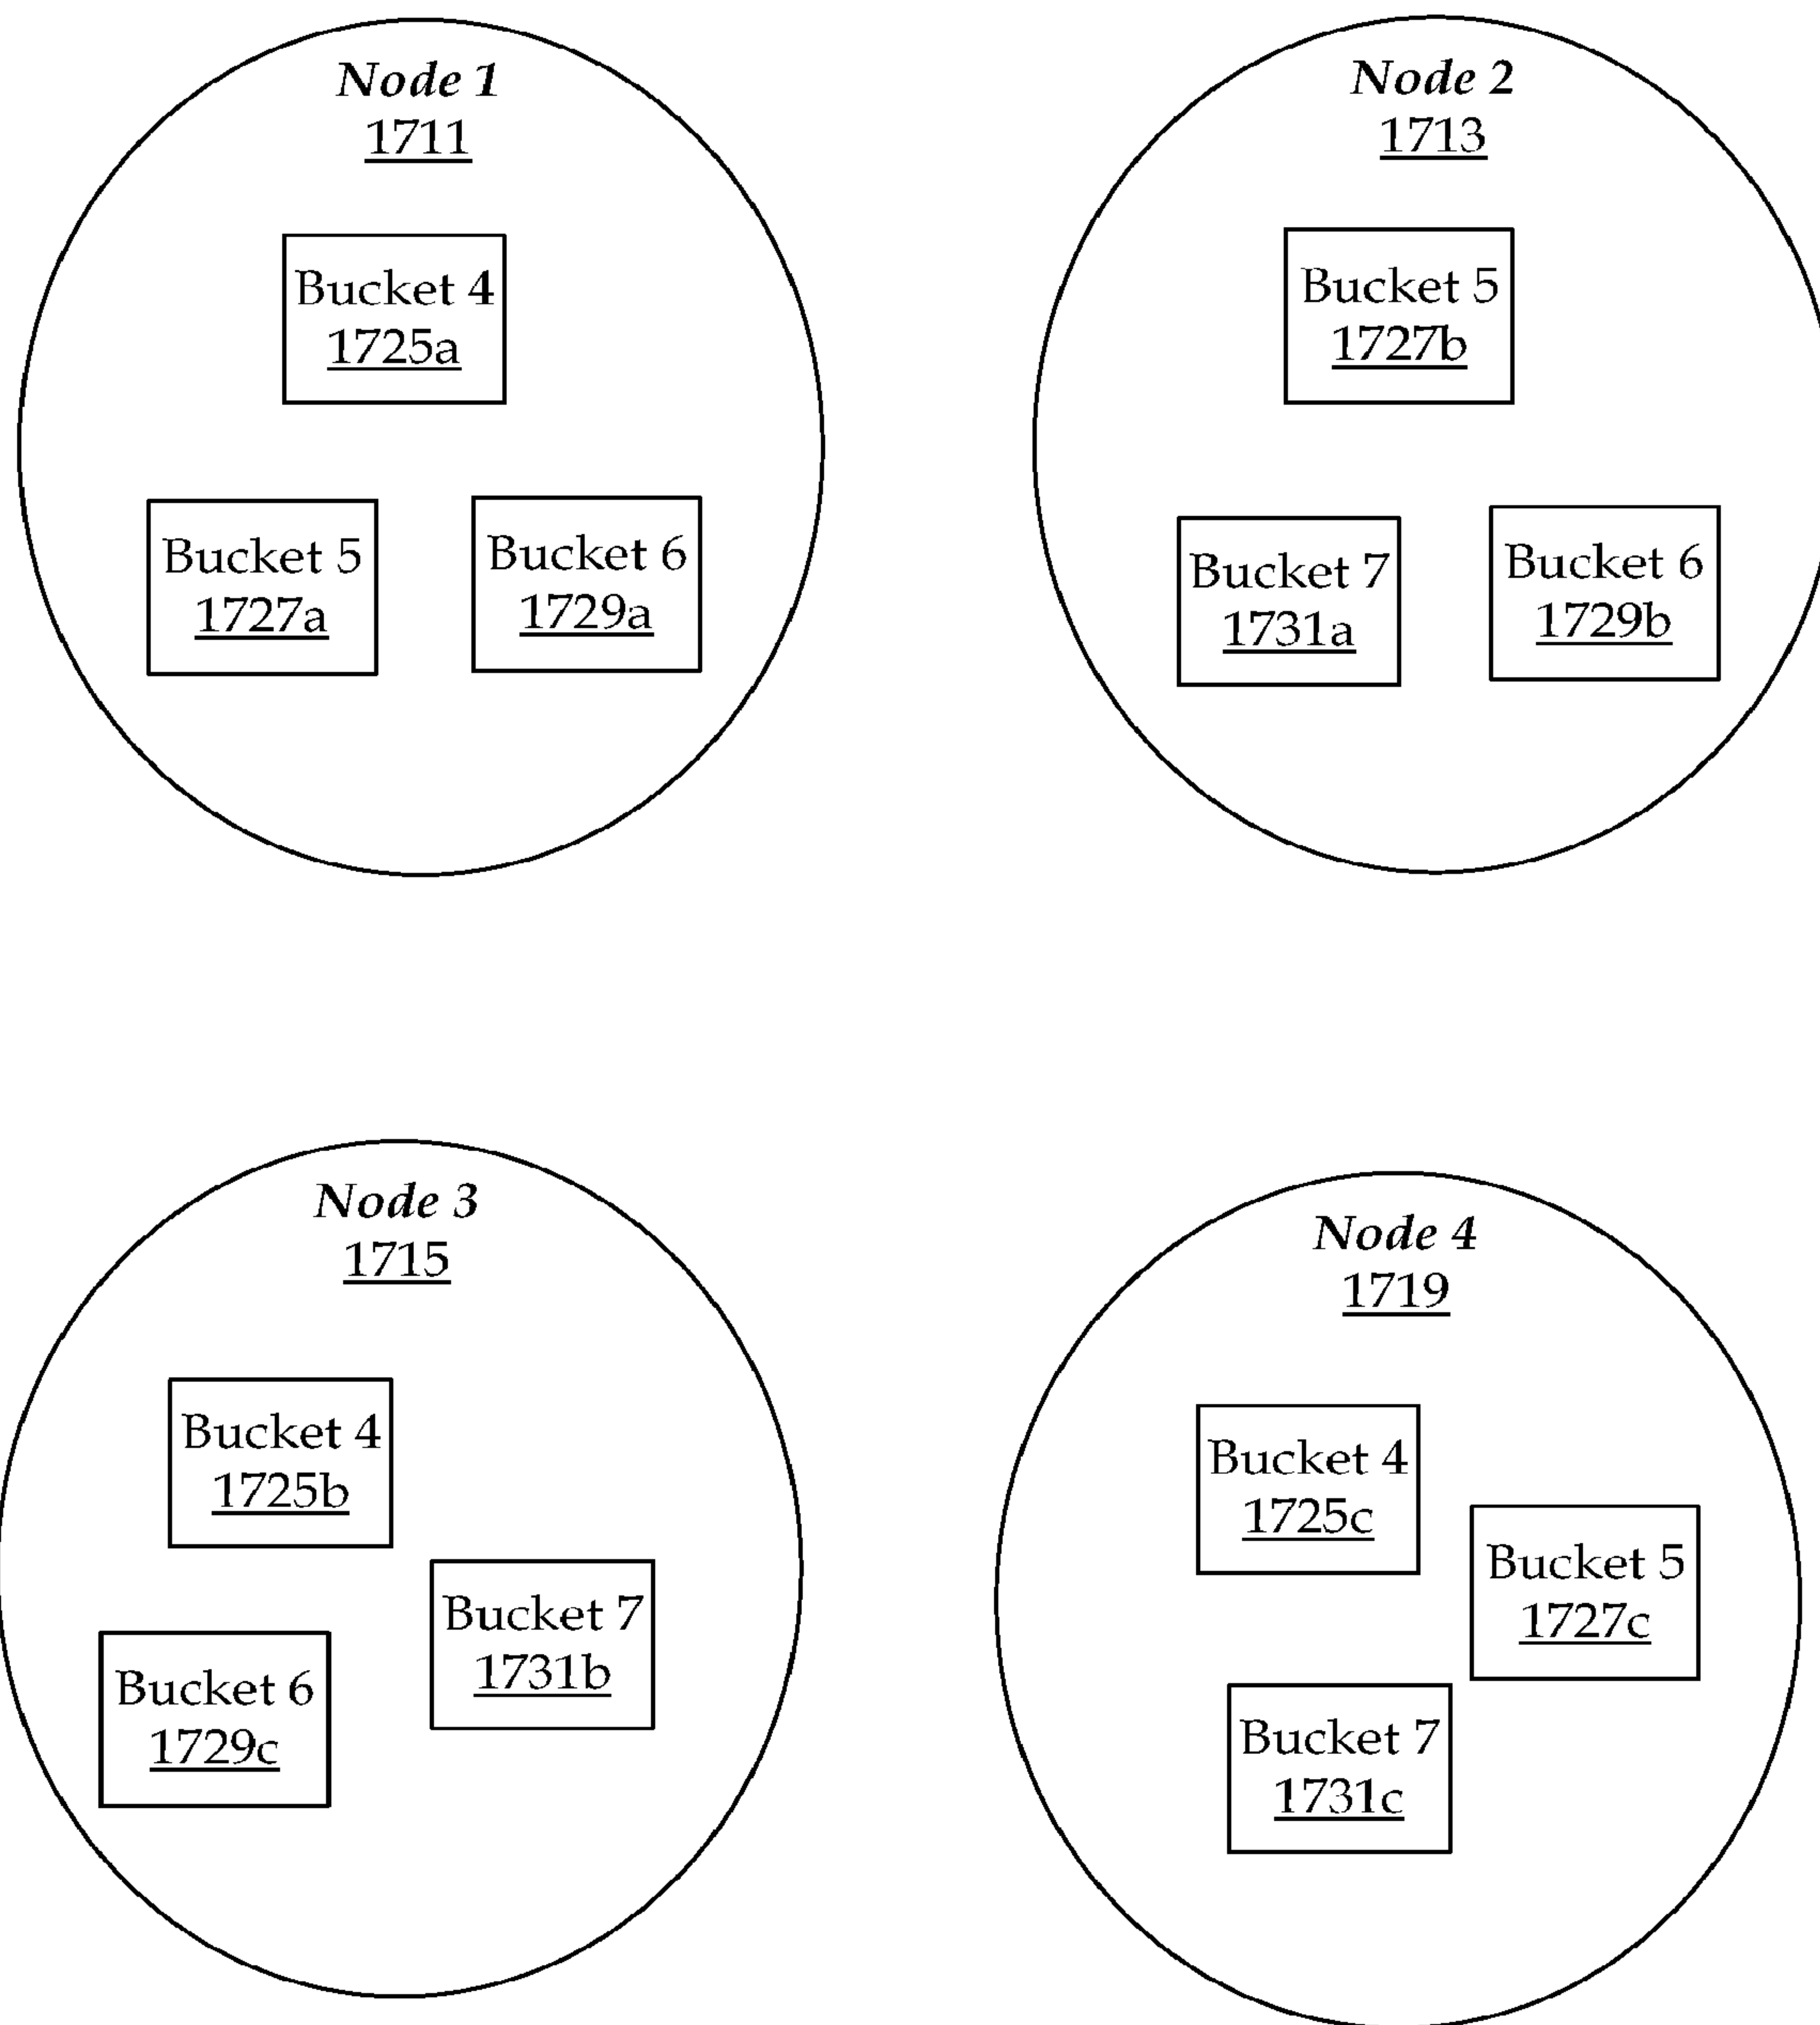 Node 1
1711
Bucket 4
1725a
Bucket 5
1727a
Bucket 6
1729a
Node 2
1713
Bucket 5
1727b
Bucket 7
1731a
Bucket 6
1729b
Node 3
1715
Bucket 4
1725b
Bucket 7
1731b
Bucket 6
1729c
Node 4
1719
Bucket 4
1725c
Bucket 5
1727c
Bucket 7
1731c